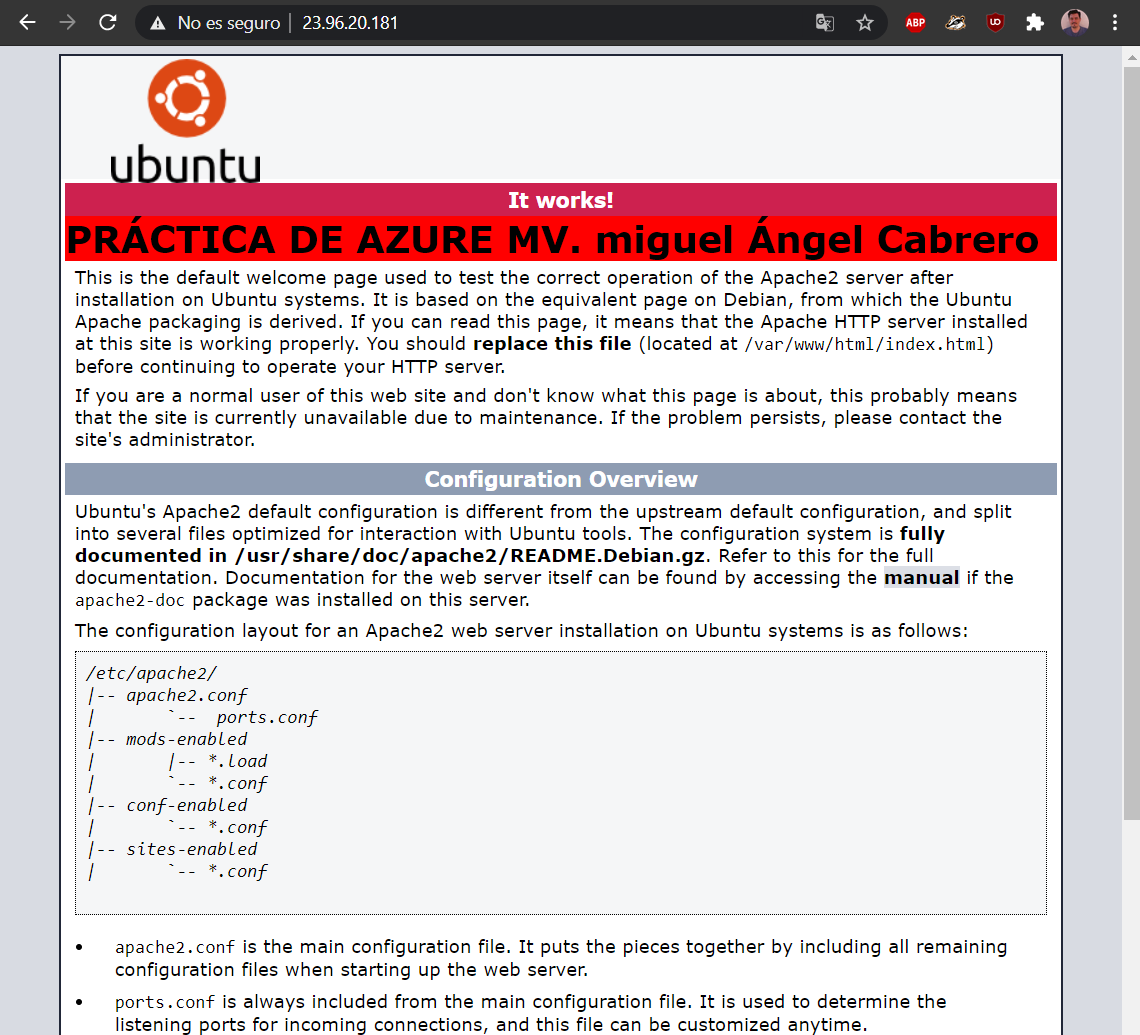 No es seguro | 23.96.20.181
ABP
UD
ubuntu
It works!
PRÁCTICA DE AZURE MV. miguel Ángel Cabrero
This is the default welcome page used to test the correct operation of the Apache2 server after
installation on Ubuntu systems. It is based on the equivalent page on Debian, from which the Ubuntu
Apache packaging is derived. If you can read this page, it means that the Apache HTTP server installed
at this site is working properly. You should replace this file (located at /var/www/html/index.html)
before continuing to operate your HTTP server.
If you are a normal user of this web site and don't know what this page is about, this probably means
that the site is currently unavailable due to maintenance. If the problem persists, please contact the
site's administrator.
Configuration Overview
Ubuntu's Apache2 default configuration is different from the upstream default configuration, and split
into several files optimized for interaction with Ubuntu tools. The configuration system is fully
documented in /usr/share/doc/apache2/README.Debian.gz. Refer to this for the full
documentation. Documentation for the web server itself can be found by accessing the manual if the
apache2-doc package was installed on this server.
The configuration layout for an Apache2 web server installation on Ubuntu systems is as follows:
/etc/apache2/
|-- apache2.conf
|       `--  ports.conf
|-- mods-enabled
|       |-- *.load
|       `-- *.conf
|-- conf-enabled
|       `-- *.conf
|-- sites-enabled
|       `-- *.conf
• apache2.conf is the main configuration file. It puts the pieces together by including all remaining
configuration files when starting up the web server.
• ports.conf is always included from the main configuration file. It is used to determine the
listening ports for incoming connections, and this file can be customized anytime.